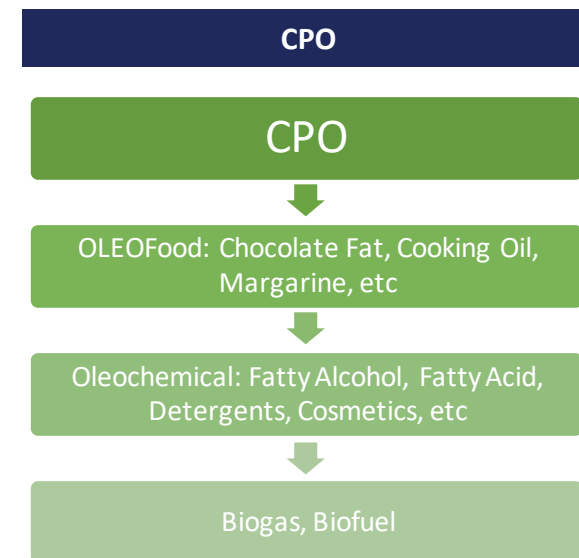 CPO
CPO
OLEOFood: Chocolate Fat, Cooking Oil,
Margarine, etc
Oleochemical: Fatty Alcohol, Fatty Acid,
Detergents, Cosmetics, etc
Biogas, Biofuel